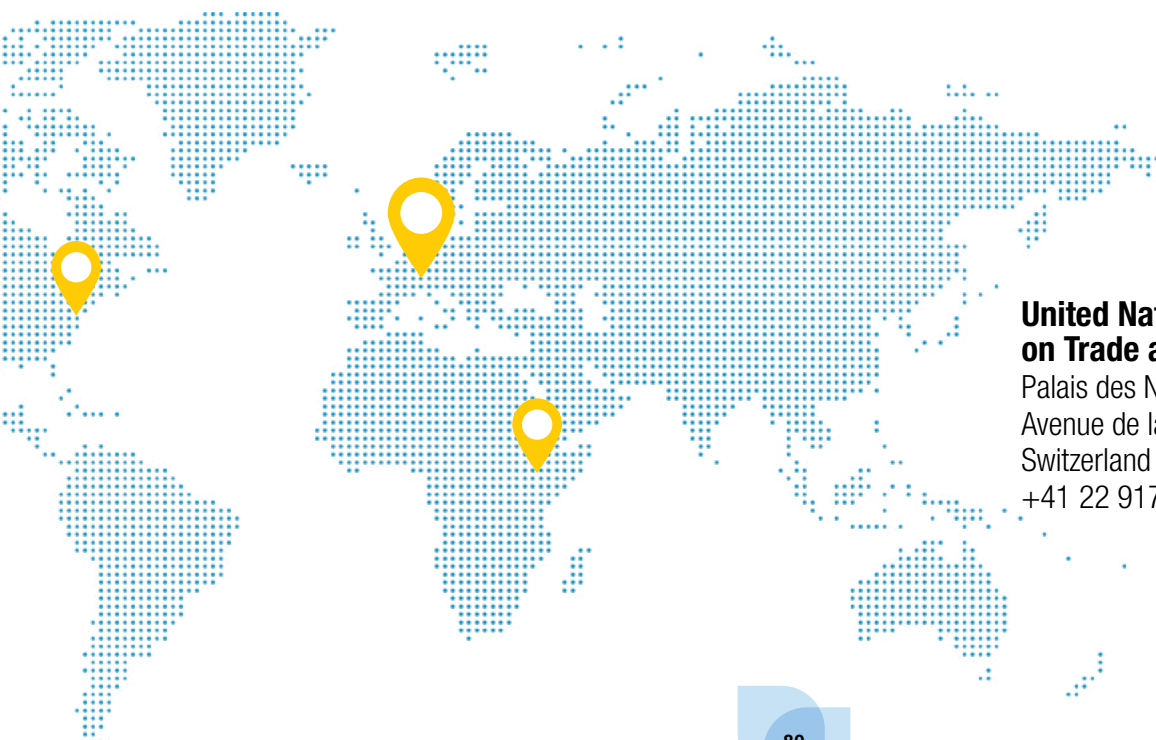 United Nat
on Trade a
Palais des N
Avenue de la
Switzerland
+41 22 917